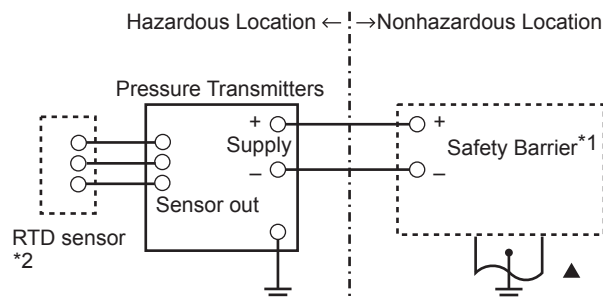 Hazardous Location ← → Nonhazardous Location
Pressure Transmitters
+ Supply –
Sensor out
+ Safety Barrier*1 –
RTD sensor
*2